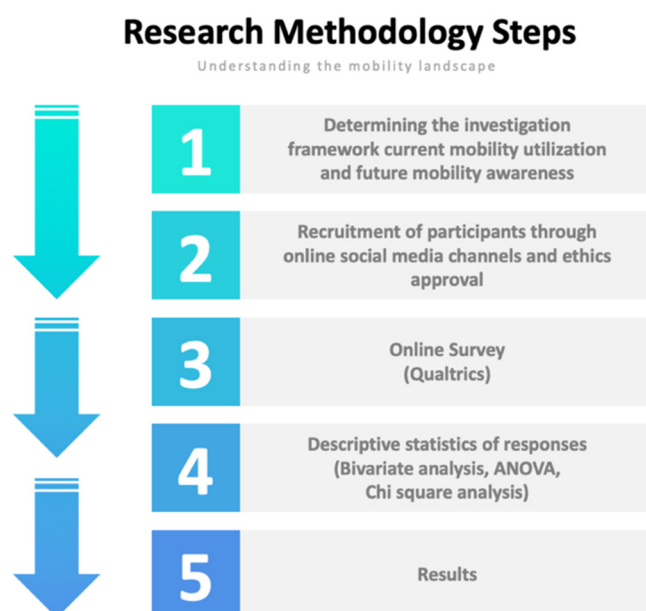 Research Methodology Steps
Understanding the mobility landscape
1
Determining the investigation
framework current mobility utilization
and future mobility awareness
2
Recruitment of participants through
online social media channels and ethics
approval
3
Online Survey
(Qualtrics)
4
Descriptive statistics of responses
(Bivariate analysis, ANOVA,
Chi square analysis)
5
Results